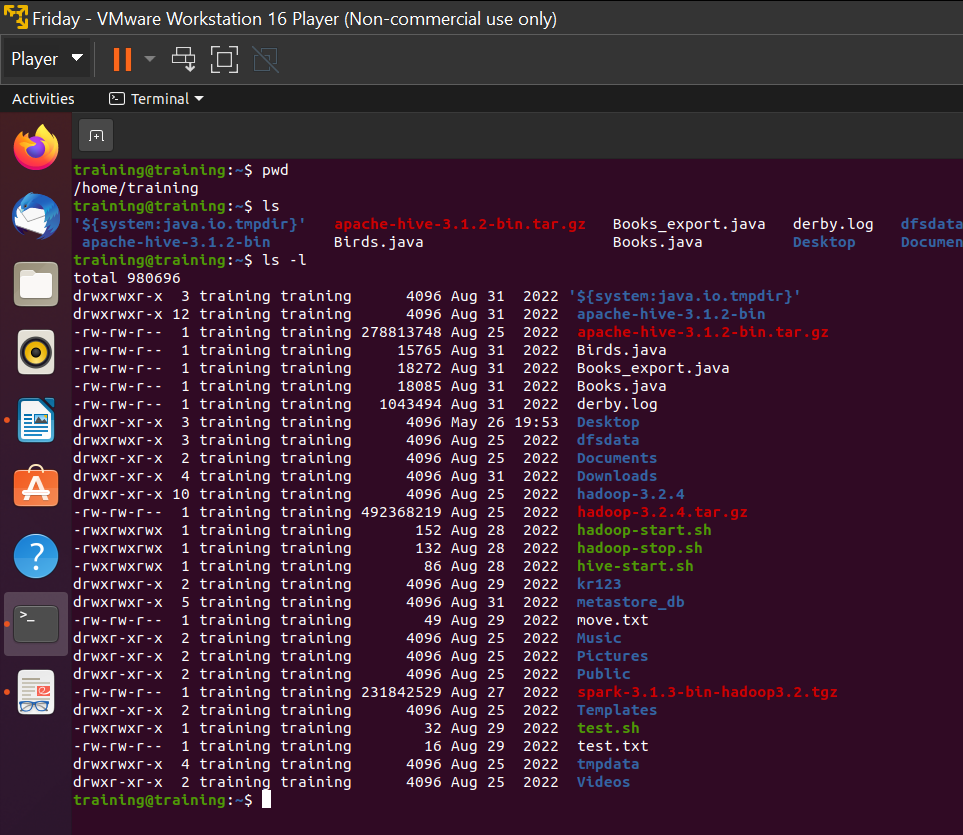 Friday - VMware Workstation 16 Player (Non-commercial use only)
Player
Activities Terminal
training@training:~$ pwd
/home/training
training@training:~$ ls
'${system:java.io.tmpdir}' apache-hive-3.1.2-bin.tar.gz Books_export.java derby.log dfsdata
apache-hive-3.1.2-bin Birds.java Books.java Desktop Documen
training@training:~$ ls -l
total 980696
drwxrwxr-x 3 training training 4096 Aug 31 2022 '${system:java.io.tmpdir}'
drwxrwxr-x 12 training training 4096 Aug 31 2022 apache-hive-3.1.2-bin
-rw-rw-r-- 1 training training 278813748 Aug 25 2022 apache-hive-3.1.2-bin.tar.gz
-rw-rw-r-- 1 training training 15765 Aug 31 2022 Birds.java
-rw-rw-r-- 1 training training 18272 Aug 31 2022 Books_export.java
-rw-rw-r-- 1 training training 18085 Aug 31 2022 Books.java
-rw-rw-r-- 1 training training 1043494 Aug 31 2022 derby.log
drwxr-xr-x 3 training training 4096 May 26 19:53 Desktop
drwxrwxr-x 3 training training 4096 Aug 25 2022 dfsdata
drwxr-xr-x 2 training training 4096 Aug 25 2022 Documents
drwxr-xr-x 4 training training 4096 Aug 31 2022 Downloads
drwxr-xr-x 10 training training 4096 Aug 25 2022 hadoop-3.2.4
-rw-rw-r-- 1 training training 492368219 Aug 25 2022 hadoop-3.2.4.tar.gz
-rwxrwxrwx 1 training training 152 Aug 28 2022 hadoop-start.sh
-rwxrwxrwx 1 training training 132 Aug 28 2022 hadoop-stop.sh
-rwxrwxrwx 1 training training 86 Aug 28 2022 hive-start.sh
drwxrwxr-x 2 training training 4096 Aug 29 2022 kr123
drwxrwxr-x 5 training training 4096 Aug 31 2022 metastore_db
-rw-rw-r-- 1 training training 49 Aug 29 2022 move.txt
drwxr-xr-x 2 training training 4096 Aug 25 2022 Music
drwxr-xr-x 2 training training 4096 Aug 25 2022 Pictures
drwxr-xr-x 2 training training 4096 Aug 25 2022 Public
-rw-rw-r-- 1 training training 231842529 Aug 27 2022 spark-3.1.3-bin-hadoop3.2.tgz
drwxr-xr-x 2 training training 4096 Aug 25 2022 Templates
-rwxrwxr-x 1 training training 32 Aug 29 2022 test.sh
-rw-rw-r-- 1 training training 16 Aug 29 2022 test.txt
drwxrwxr-x 4 training training 4096 Aug 25 2022 tmpdata
drwxr-xr-x 2 training training 4096 Aug 25 2022 Videos
training@training:~$